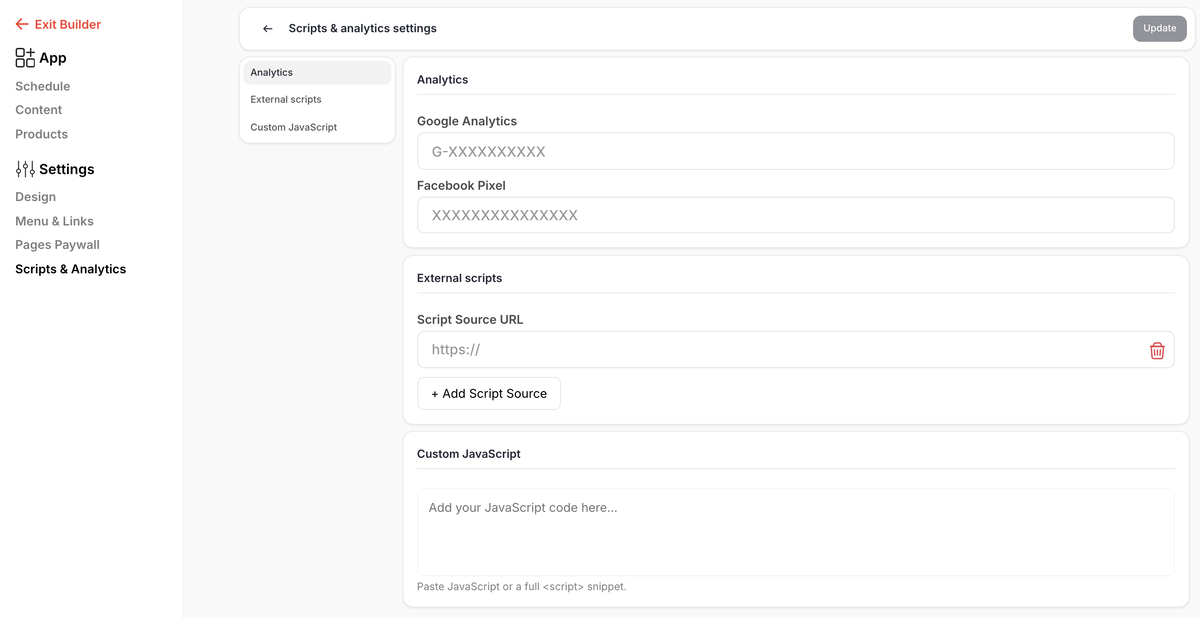 Exit Builder
App
Schedule
Content
Products
Settings
Design
Menu & Links
Pages Paywall
Scripts & Analytics
Scripts & analytics settings
Update
Analytics
External scripts
Custom JavaScript
Analytics
Google Analytics
G-XXXXXXXXXX
Facebook Pixel
XXXXXXXXXXXXXXX
External scripts
Script Source URL
https://
+ Add Script Source
Custom JavaScript
Add your JavaScript code here...
Paste JavaScript or a full <script> snippet.